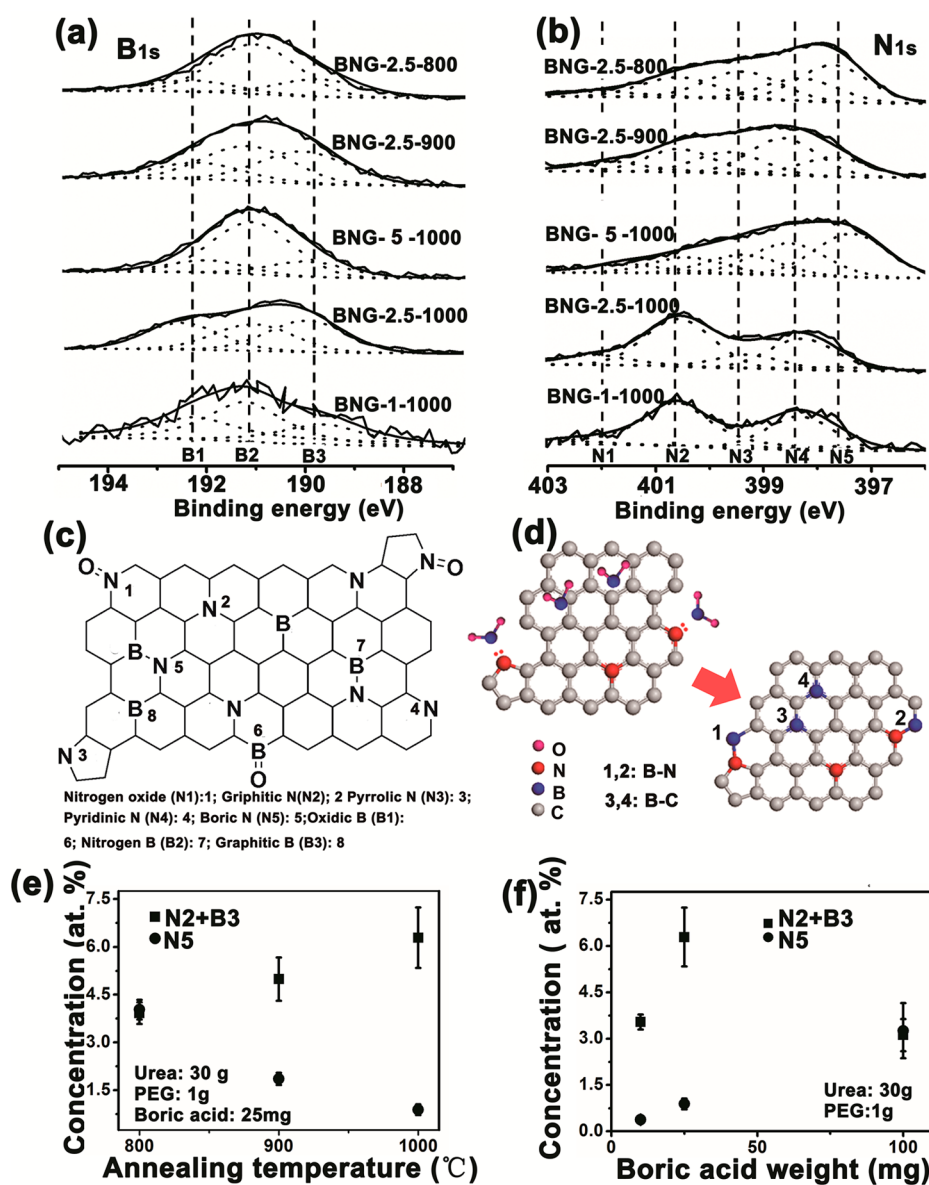 (a)
B1s
BNG-2.5-800
BNG-2.5-900
BNG- 5 -1000
BNG-2.5-1000
BNG-1-1000
B1 B2 B3
194 192 190 188
Binding energy (eV)
(b)
N1s
BNG-2.5-800
BNG-2.5-900
BNG- 5 -1000
BNG-2.5-1000
BNG-1-1000
N1 N2 N3 N4 N5
403 401 399 397
Binding energy (eV)
(c)
O N 1
N 2
B
N
N O
B
N 5
7
B
N
B 8
N
4 N
N 3
6
B
O
Nitrogen oxide (N1):1; Griphitic N(N2); 2 Pyrrolic N (N3): 3;
Pyridinic N (N4): 4; Boric N (N5): 5;Oxidic B (B1):
6; Nitrogen B (B2): 7; Graphitic B (B3): 8
(d)
O
N
B
C
1,2: B-N
3,4: B-C
4
3
1
2
(e)
Concentration (at. %)
7.5
6.0
4.5
3.0
1.5
N2+B3
N5
Urea: 30 g
PEG: 1g
Boric acid: 25mg
800 900 1000
Annealing temperature (℃)
(f)
Concentration ( at. %)
7.5
6.0
4.5
3.0
1.5
0.0
N2+B3
N5
Urea: 30g
PEG:1g
0 50 100
Boric acid weight (mg)